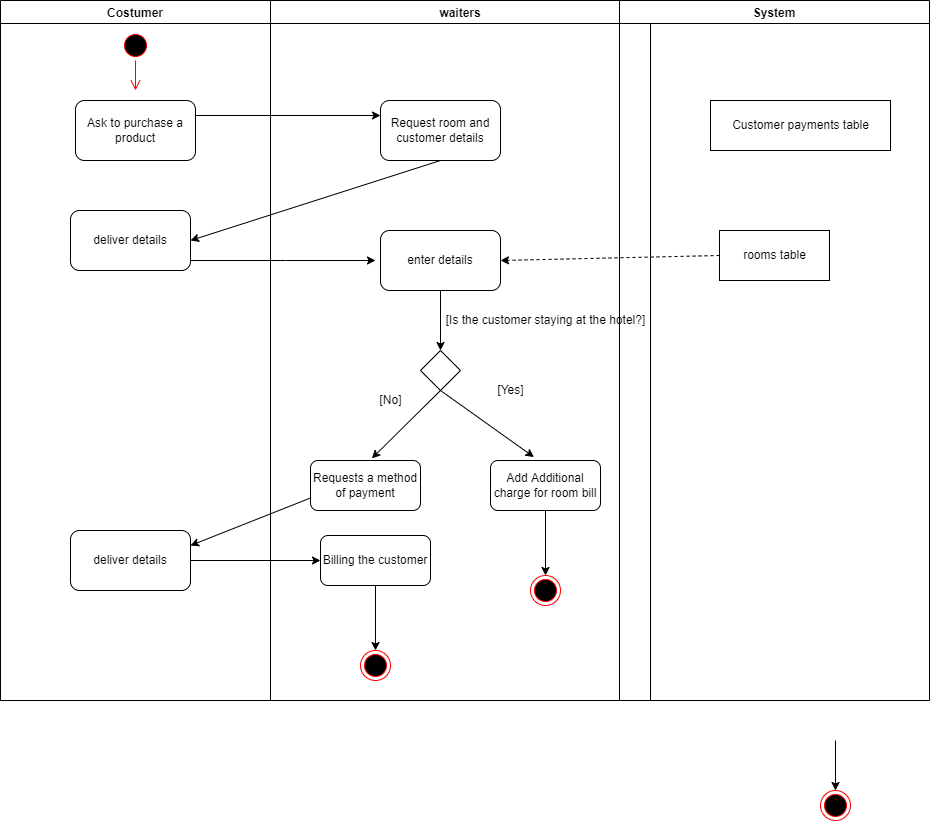 Costumer
waiters
System
Ask to purchase a
product
Request room and
customer details
Customer payments table
deliver details
enter details
rooms table
[Is the customer staying at the hotel?]
[No]
[Yes]
Requests a method
of payment
Add Additional
charge for room bill
deliver details
Billing the customer